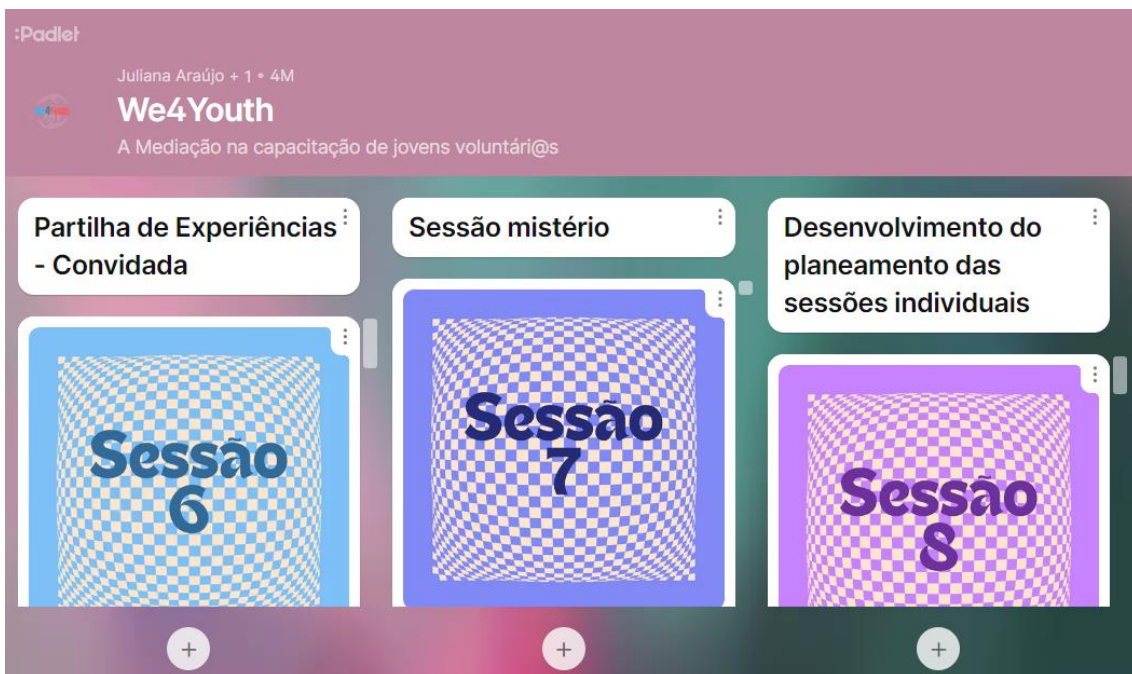 :Padlet
Juliana Araújo + 1 • 4M
We4Youth
We4Youth
A Mediação na capacitação de jovens voluntári@s
Partilha de Experiências
- Convidada
Sessão
6
Sessão mistério
Sessão
7
Desenvolvimento do
planeamento das
sessões individuais
Sessão
8